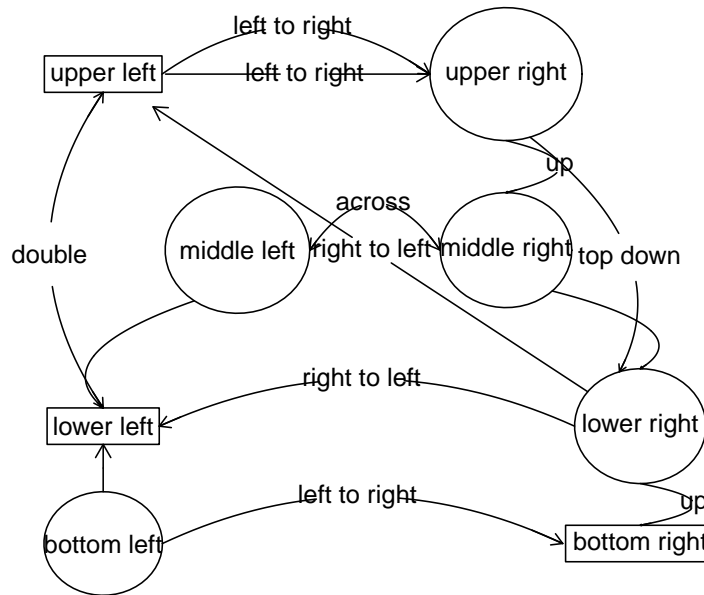 left to right
upper left
left to right
upper right
up
across
middle left
right to left
middle right
top down
double
right to left
lower left
lower right
left to right
up
bottom left
bottom right